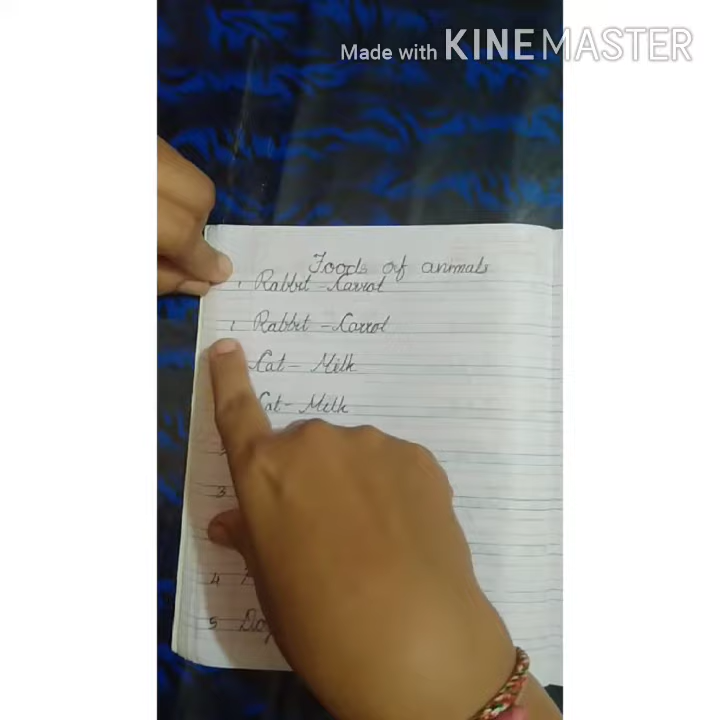 Made with KINEMASTER
Foods of animals
1 Rabbit - Carrot
1 Rabbit - Carrot
Cat - Milk
Cat - Milk
3
4
5 Dog